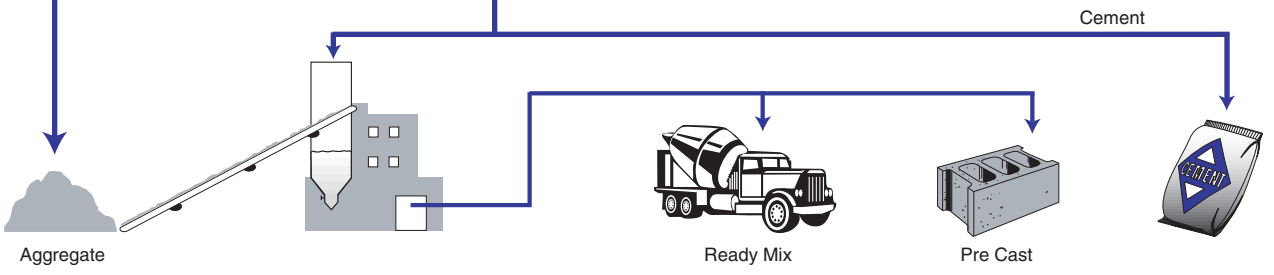 Cement
CEMENT
Aggregate
Ready Mix
Pre Cast